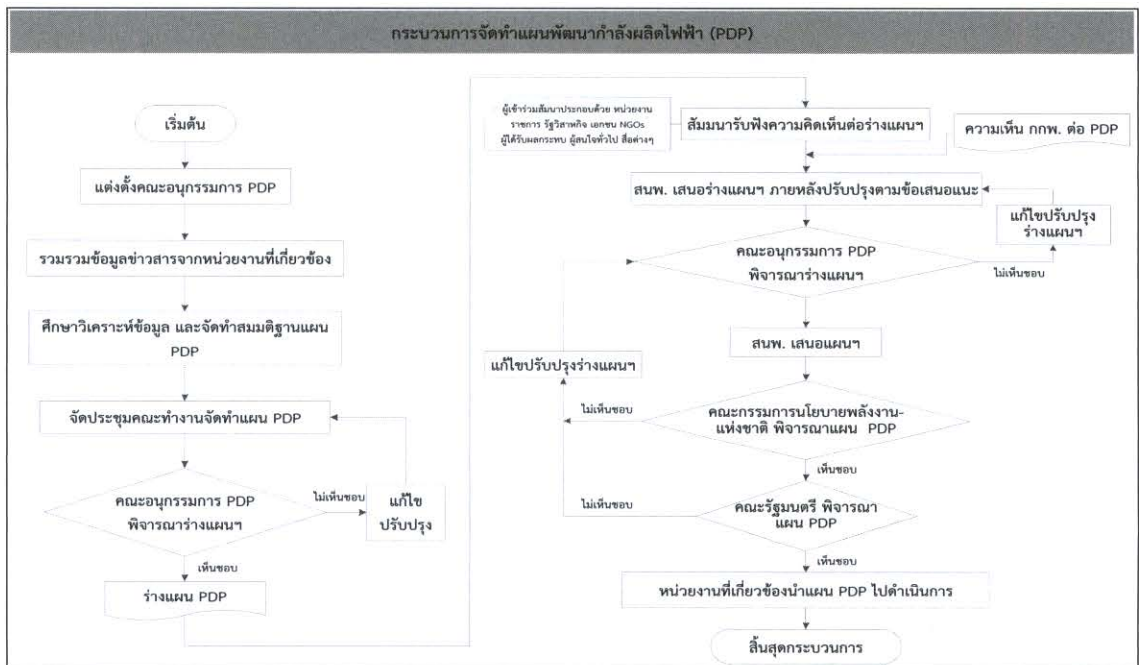 กระบวนการจัดทำแผนพัฒนากำลังผลิตไฟฟ้า (PDP)
เริ่มต้น
แต่งตั้งคณะอนุกรรมการ PDP
รวมรวมข้อมูลข่าวสารจากหน่วยงานที่เกี่ยวข้อง
ศึกษาวิเคราะห์ข้อมูล และจัดทำสมมติฐานแผน
PDP
จัดประชุมคณะทำงานจัดทำแผน PDP
คณะอนุกรรมการ PDP
พิจารณาร่างแผนฯ
ไม่เห็นชอบ
แก้ไข
ปรับปรุง
เห็นชอบ
ร่างแผน PDP
ผู้เข้าร่วมสัมนาประกอบด้วย หน่วยงาน
ราชการ รัฐวิสาหกิจ เอกชน NGOs
ผู้ได้รับผลกระทบ ผู้สนใจทั่วไป สื่อต่างๆ
สัมมนารับฟังความคิดเห็นต่อร่างแผนฯ
ความเห็น กกพ. ต่อ PDP
สนพ. เสนอร่างแผนฯ ภายหลังปรับปรุงตามข้อเสนอแนะ
แก้ไขปรับปรุง
ร่างแผนฯ
คณะอนุกรรมการ PDP
พิจารณาร่างแผนฯ
ไม่เห็นชอบ
สนพ. เสนอแผนฯ
แก้ไขปรับปรุงร่างแผนฯ
ไม่เห็นชอบ
คณะกรรมการนโยบายพลังงาน-
แห่งชาติ พิจารณาแผน PDP
เห็นชอบ
ไม่เห็นชอบ
คณะรัฐมนตรี พิจารณา
แผน PDP
เห็นชอบ
หน่วยงานที่เกี่ยวข้องนำแผน PDP ไปดำเนินการ
สิ้นสุดกระบวนการ